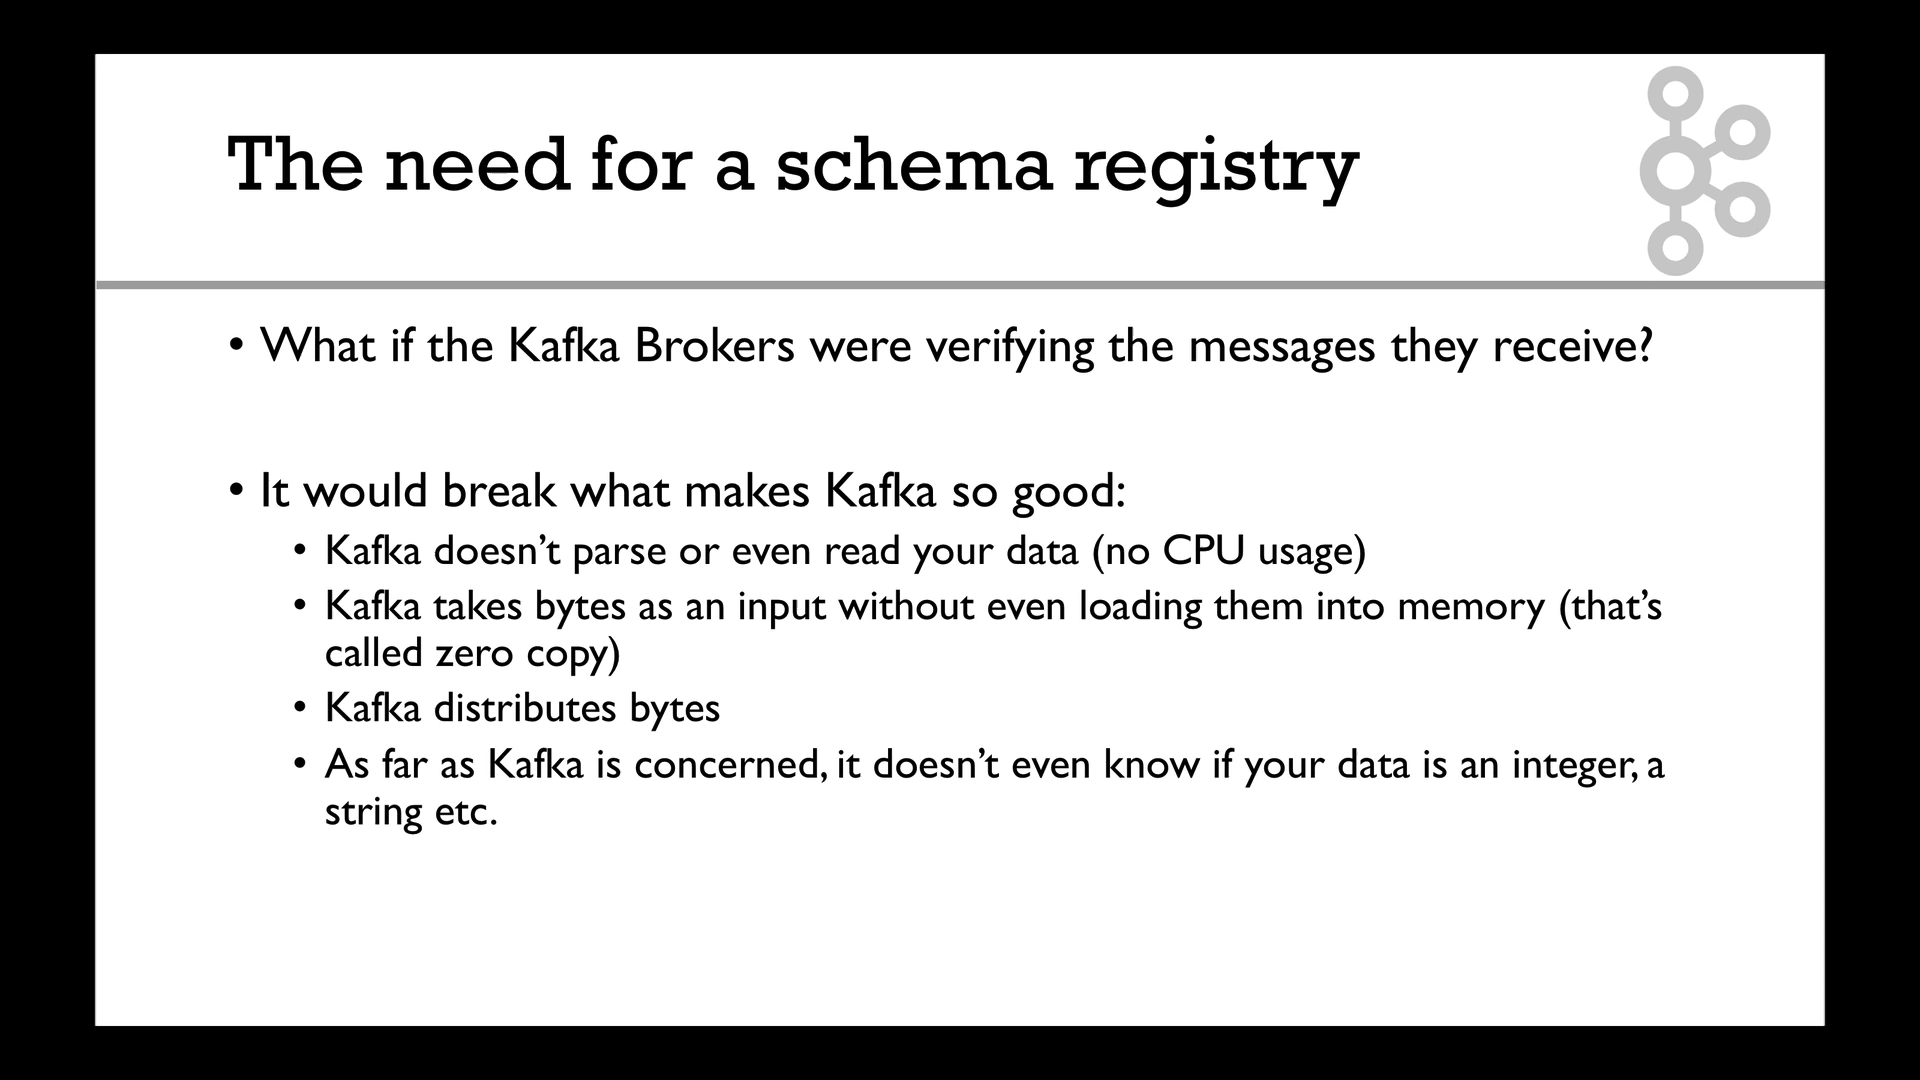 The need for a schema registry
• What if the Kafka Brokers were verifying the messages they receive?
• It would break what makes Kafka so good:
• Kafka doesn’t parse or even read your data (no CPU usage)
• Kafka takes bytes as an input without even loading them into memory (that’s
called zero copy)
• Kafka distributes bytes
• As far as Kafka is concerned, it doesn’t even know if your data is an integer, a
string etc.